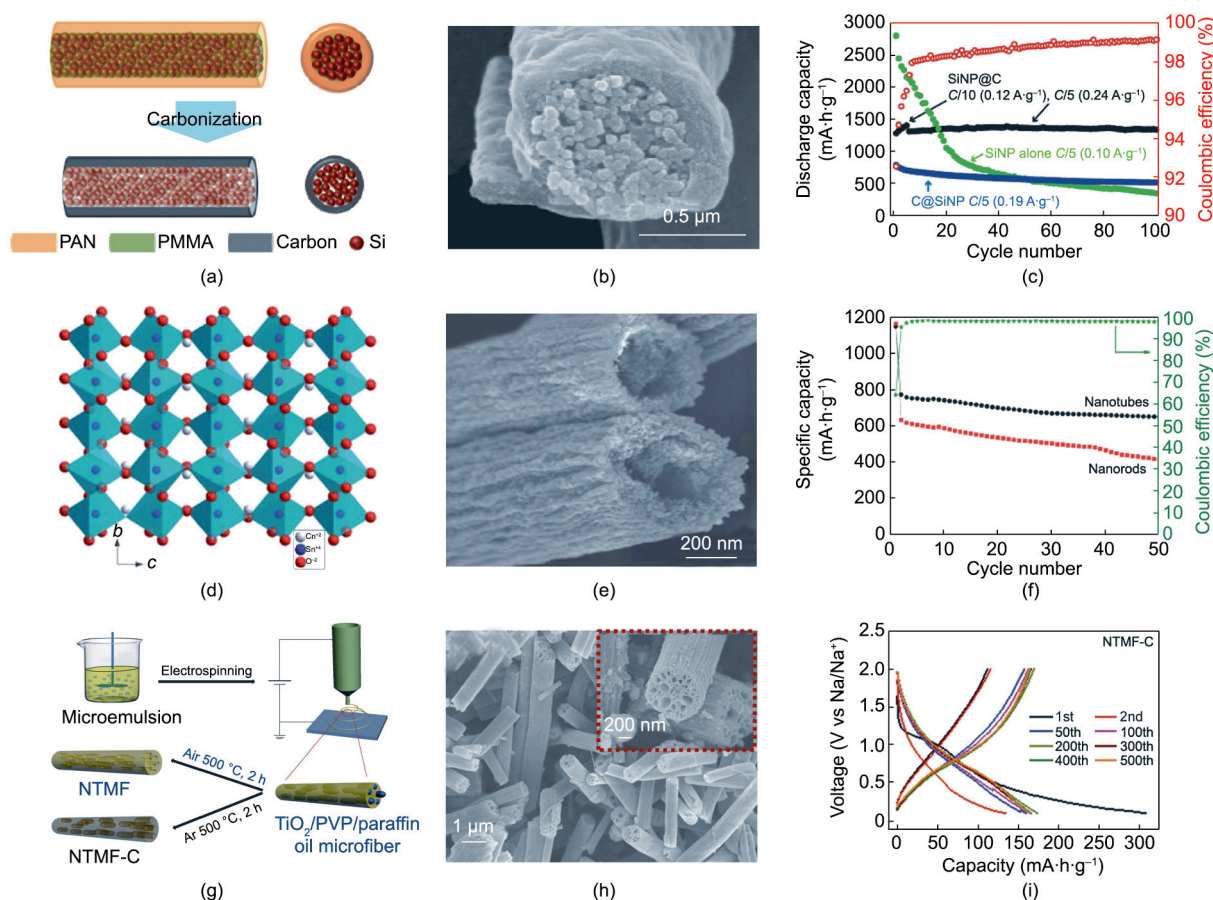 Carbonization
PAN
PMMA
Carbon
Si
(a)
0.5 μm
(b)
3000
2500
2000
1500
1000
500
0
Discharge capacity
(mA·h·g⁻¹)
SiNP@C
C/10 (0.12 A·g⁻¹), C/5 (0.24 A·g⁻¹)
SiNP alone C/5 (0.10 A·g⁻¹)
C@SiNP C/5 (0.19 A·g⁻¹)
0 20 40 60 80 100
Cycle number
100
98
96
94
92
90
Coulombic efficiency (%)
(c)
b
c
Cn⁺²
Sn⁺⁴
O⁻²
(d)
200 nm
(e)
1200
1000
800
600
400
200
0
Specific capacity
(mA·h·g⁻¹)
Nanotubes
Nanorods
0 10 20 30 40 50
Cycle number
100
90
80
70
60
50
40
30
20
10
0
Coulombic efficiency (%)
(f)
Electrospinning
Microemulsion
Air 500 °C, 2 h
NTMF
Ar 500 °C, 2 h
NTMF-C
TiO₂/PVP/paraffin
oil microfiber
(g)
200 nm
1 μm
(h)
2.5
2.0
1.5
1.0
0.5
0
Voltage (V vs Na/Na⁺)
NTMF-C
1st 2nd
50th 100th
200th 300th
400th 500th
0 50 100 150 200 250 300
Capacity (mA·h·g⁻¹)
(i)